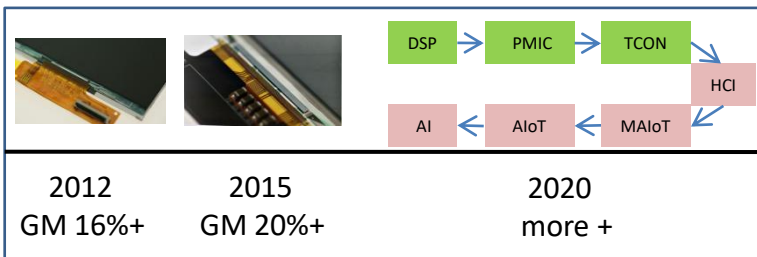 DSP
PMIC
TCON
HCI
MAIoT
AIoT
AI
2012
GM 16%+
2015
GM 20%+
2020
more +